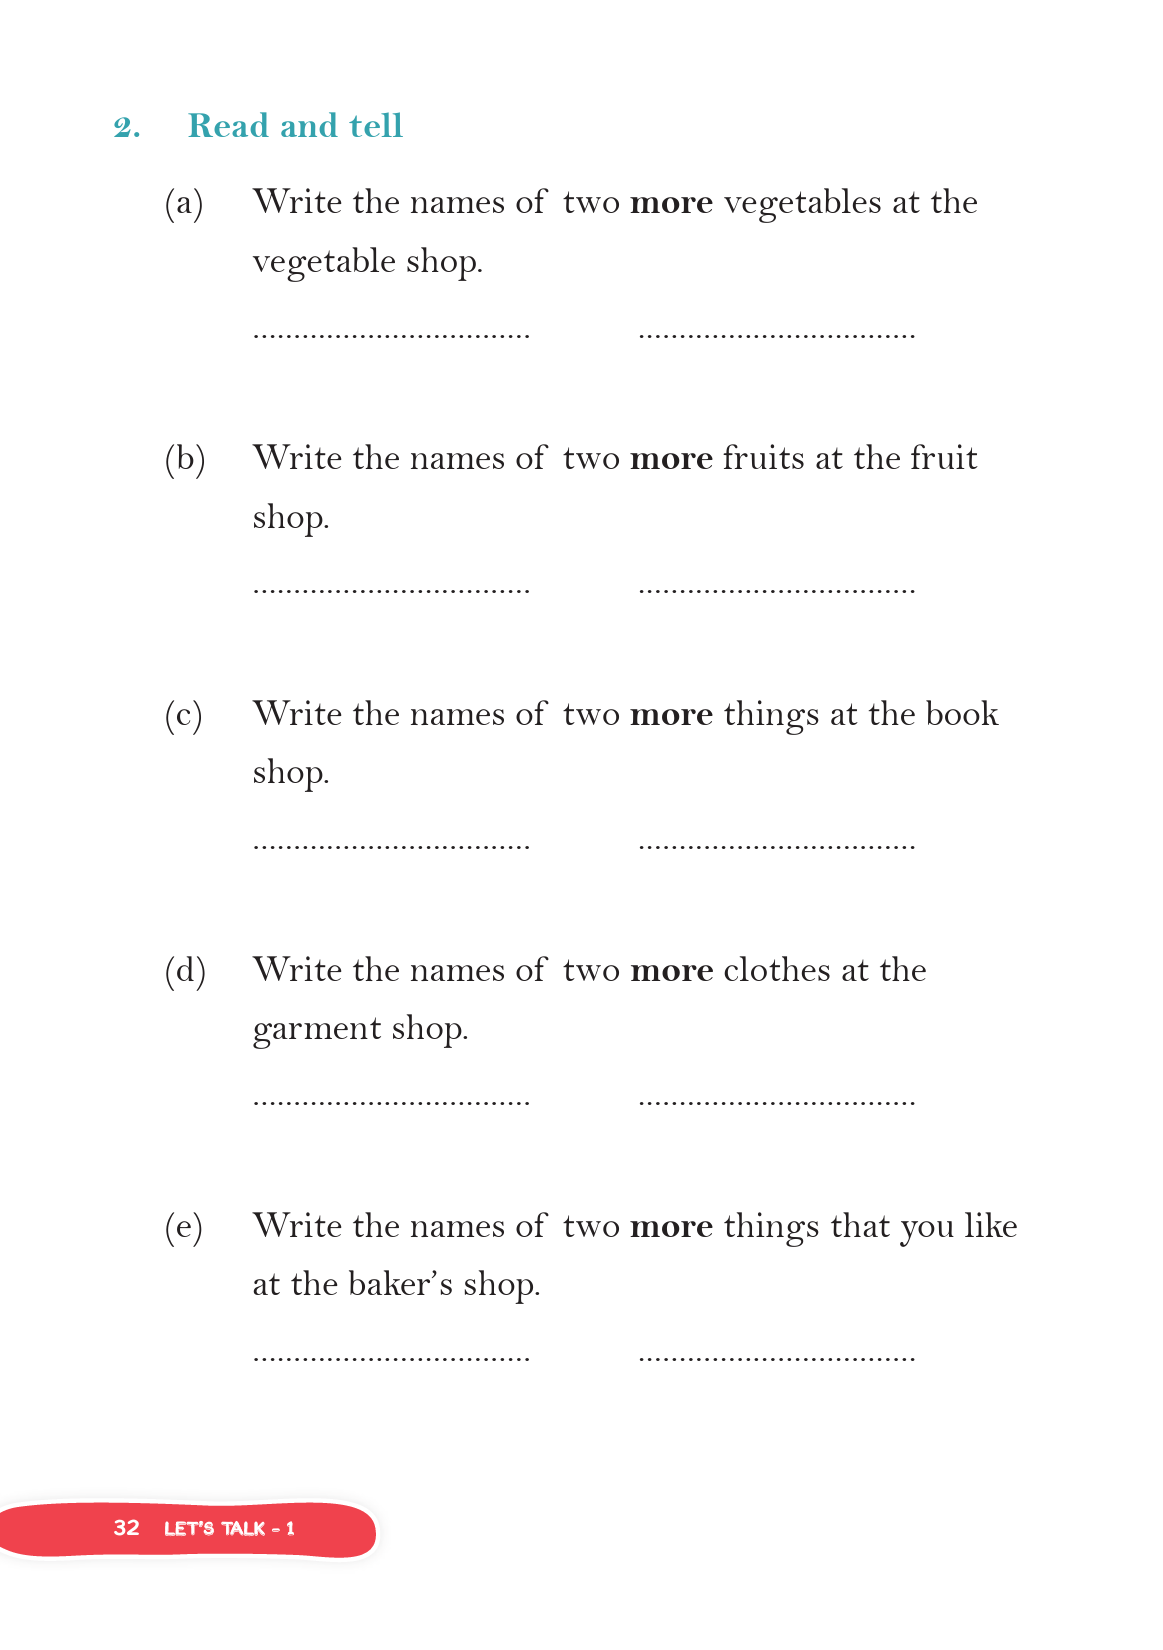 2. Read and tell
(a) Write the names of two more vegetables at the
vegetable shop.
.................................. ..................................
(b) Write the names of two more fruits at the fruit
shop.
.................................. ..................................
(c) Write the names of two more things at the book
shop.
.................................. ..................................
(d) Write the names of two more clothes at the
garment shop.
.................................. ..................................
(e) Write the names of two more things that you like
at the baker’s shop.
.................................. ..................................
32 LET'S TALK - 1